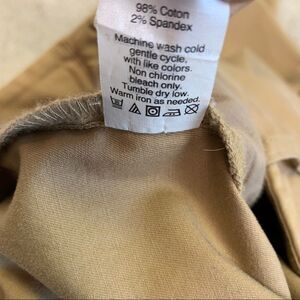 98% Coton
2% Spandex
Machine wash cold
gentle cycle,
with like colors.
Non chlorine
bleach only.
Tumble dry low.
Warm iron as needed.